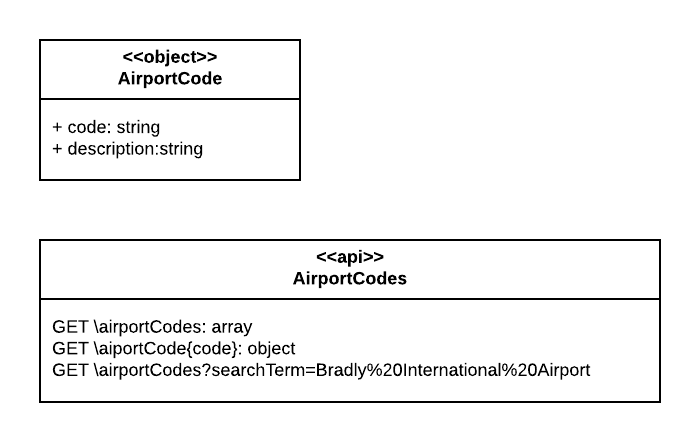 <<object>>
AirportCode
+ code: string
+ description:string
<<api>>
AirportCodes
GET \airportCodes: array
GET \aiportCode{code}: object
GET \airportCodes?searchTerm=Bradly%20International%20Airport